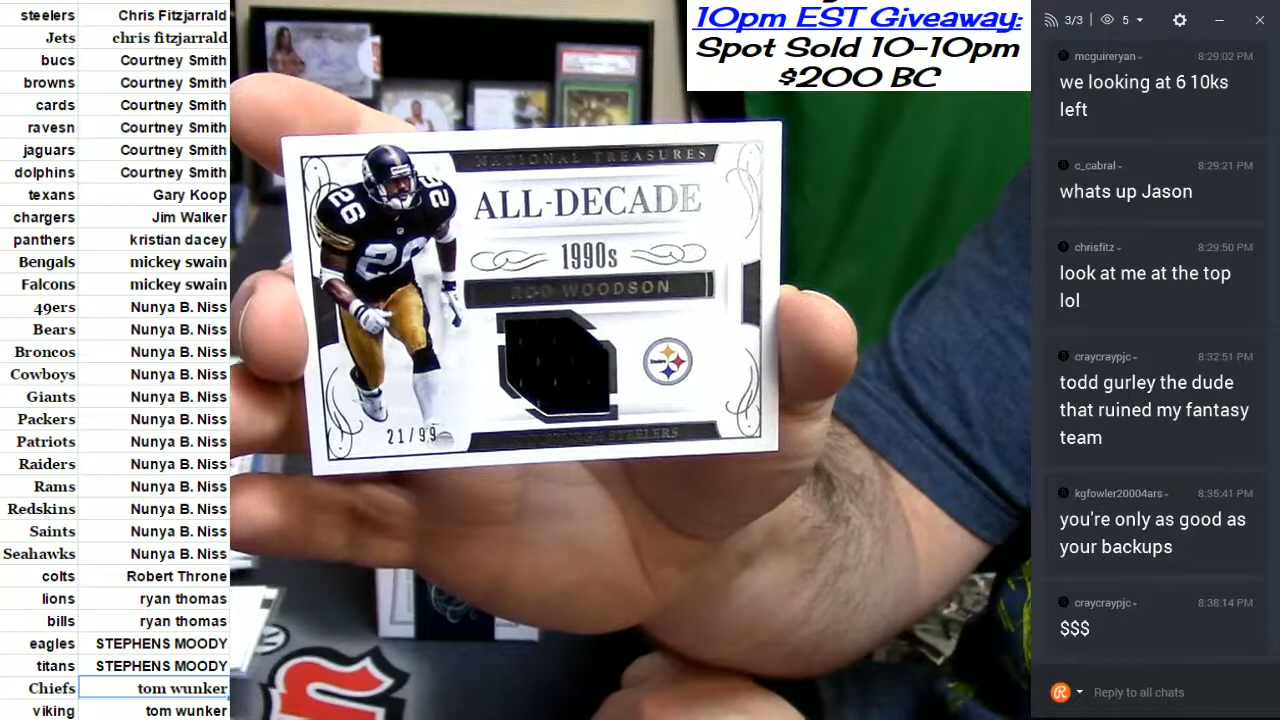 steelers Chris Fitzjarrald
Jets chris fitzjarrald
bucs Courtney Smith
browns Courtney Smith
cards Courtney Smith
ravesn Courtney Smith
jaguars Courtney Smith
dolphins Courtney Smith
texans Gary Koop
chargers Jim Walker
panthers kristian dacey
Bengals mickey swain
Falcons mickey swain
49ers Nunya B. Niss
Bears Nunya B. Niss
Broncos Nunya B. Niss
Cowboys Nunya B. Niss
Giants Nunya B. Niss
Packers Nunya B. Niss
Patriots Nunya B. Niss
Raiders Nunya B. Niss
Rams Nunya B. Niss
Redskins Nunya B. Niss
Saints Nunya B. Niss
Seahawks Nunya B. Niss
colts Robert Throne
lions ryan thomas
bills ryan thomas
eagles STEPHENS MOODY
titans STEPHENS MOODY
Chiefs tom wunker
viking tom wunker
10pm EST Giveaway:
Spot Sold 10-10pm
$200 BC
NATIONAL TREASURES
ALL-DECADE
1990s
ROD WOODSON
26
26
26
Steelers
21/99
STEELERS
3/3 5
mcguireryan 8:29:02 PM
we looking at 6 10ks
left
c_cabral 8:29:21 PM
whats up Jason
chrisfitz 8:29:50 PM
look at me at the top
lol
craycraypjc 8:32:51 PM
todd gurley the dude
that ruined my fantasy
team
kgfowler20004ars 8:35:41 PM
you're only as good as
your backups
craycraypjc 8:38:14 PM
$$$
Reply to all chats